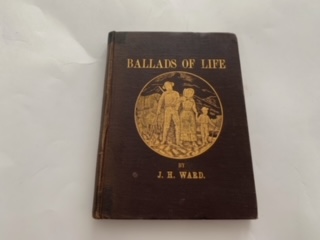 BALLADS OF LIFE
BY
J. H. WARD.